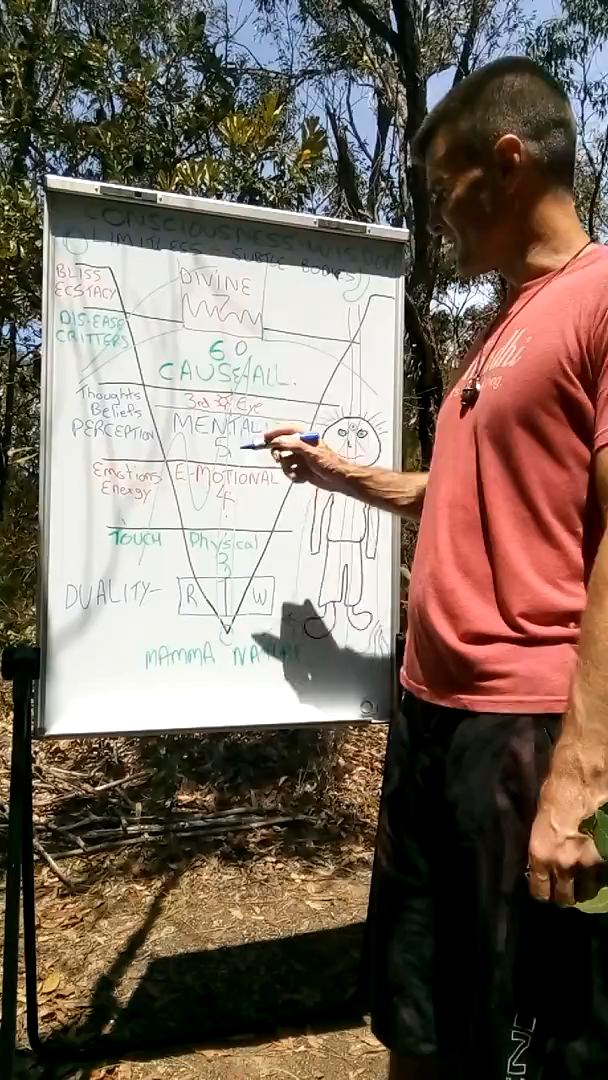 CONSCIOUSNESS-WISDOM
LIMITLESS - SUBTLE BODIES
BLISS
ECSTACY
DIVINE
7
DIS-EASE
CRITTERS
6
CAUSE/ALL.
3rd Eye
Thoughts
Beliefs
PERCEPTION
MENTAL
5
Emotions
Energy
E-MOTIONAL
4
TOUCH
Physical
3
DUALITY-
R
W
MAMMA NATURE